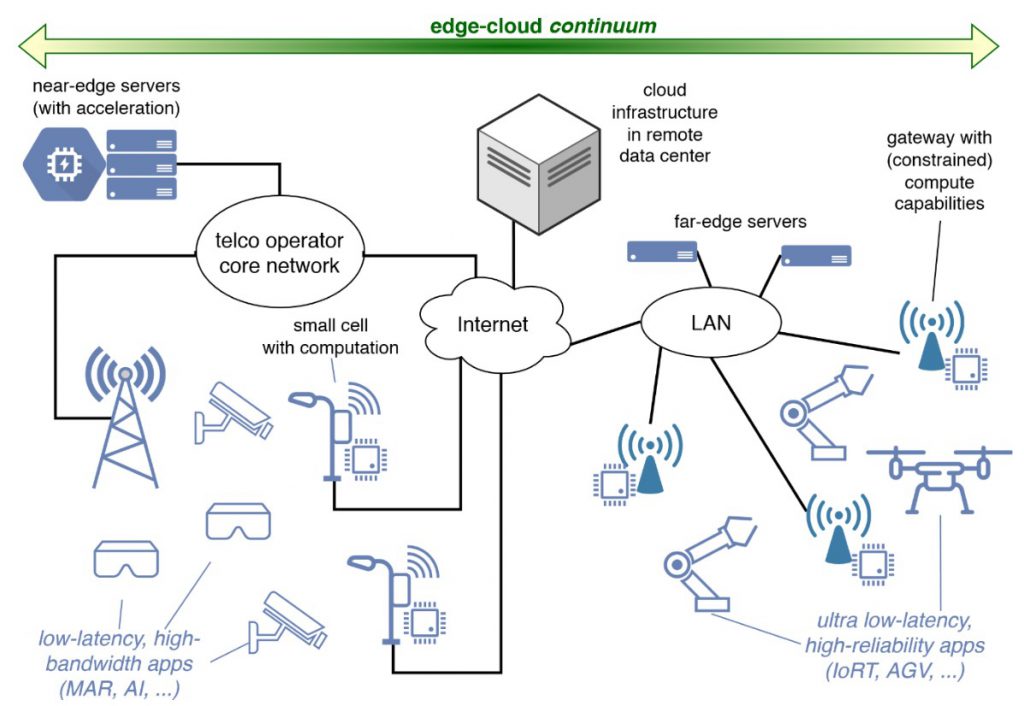 edge-cloud continuum
near-edge servers
(with acceleration)
cloud
infrastructure
in remote
data center
gateway with
(constrained)
compute
capabilities
far-edge servers
telco operator
core network
Internet
LAN
small cell
with computation
low-latency, high-
bandwidth apps
(MAR, AI, ...)
ultra low-latency,
high-reliability apps
(IoRT, AGV, ...)